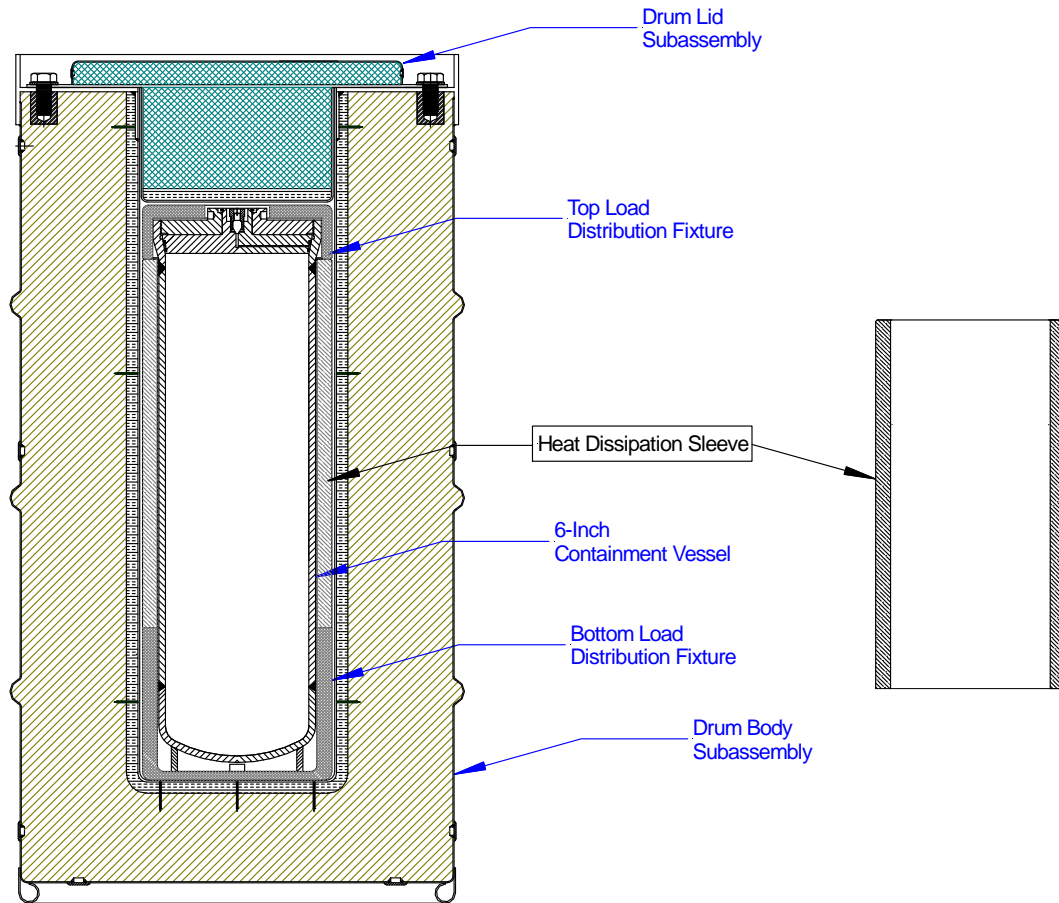 Drum Lid
Subassembly
Top Load
Distribution Fixture
Heat Dissipation Sleeve
6-Inch
Containment Vessel
Bottom Load
Distribution Fixture
Drum Body
Subassembly